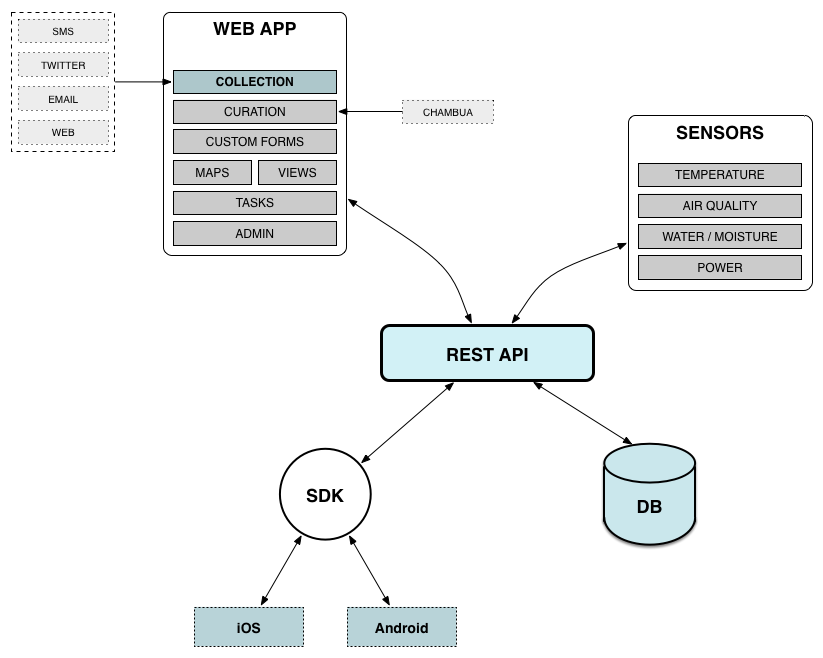 SMS
TWITTER
EMAIL
WEB
WEB APP
COLLECTION
CURATION
CUSTOM FORMS
MAPS
VIEWS
TASKS
ADMIN
CHAMBUA
SENSORS
TEMPERATURE
AIR QUALITY
WATER / MOISTURE
POWER
REST API
SDK
DB
iOS
Android